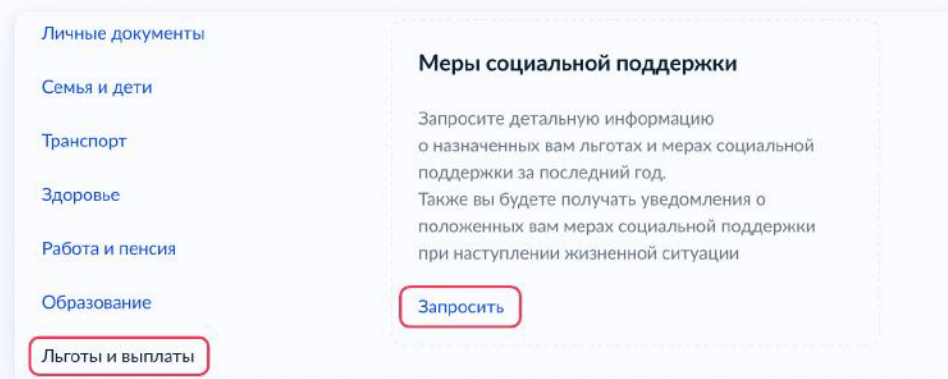 Личные документы
Семья и дети
Транспорт
Здоровье
Работа и пенсия
Образование
Льготы и выплаты
Меры социальной поддержки
Запросите детальную информацию
о назначенных вам льготах и мерах социальной
поддержки за последний год.
Также вы будете получать уведомления о
положенных вам мерах социальной поддержки
при наступлении жизненной ситуации
Запросить